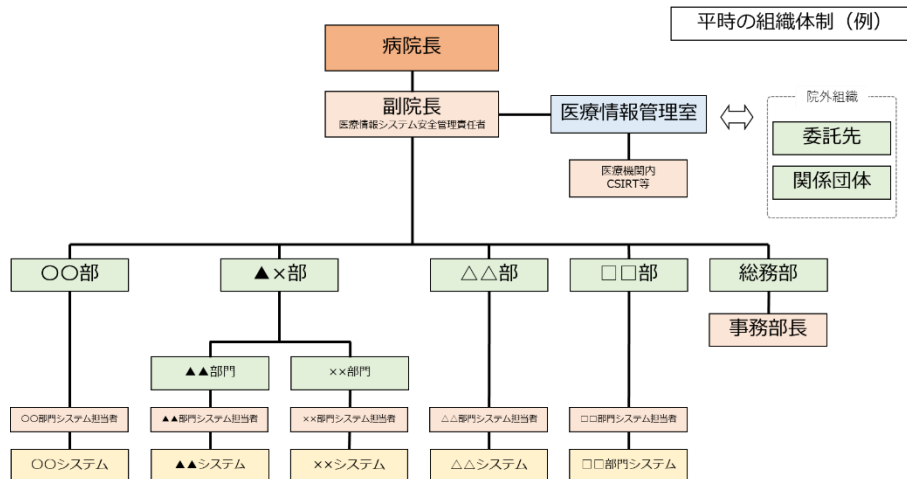 平時の組織体制（例）
病院長
副院長
医療情報システム安全管理責任者
医療情報管理室
医療機関内
CSIRT等
院外組織
委託先
関係団体
〇〇部
▲×部
△△部
□□部
総務部
事務部長
▲▲部門
××部門
〇〇部門システム担当者
▲▲部門システム担当者
××部門システム担当者
△△部門システム担当者
□□部門システム担当者
〇〇システム
▲▲システム
××システム
△△システム
□□部門システム